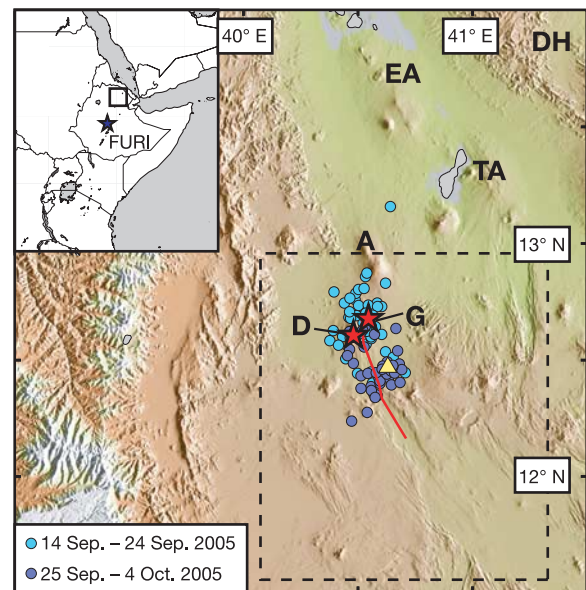 40° E
41° E
DH
EA
FURI
TA
13° N
A
G
D
12° N
14 Sep. – 24 Sep. 2005
25 Sep. – 4 Oct. 2005